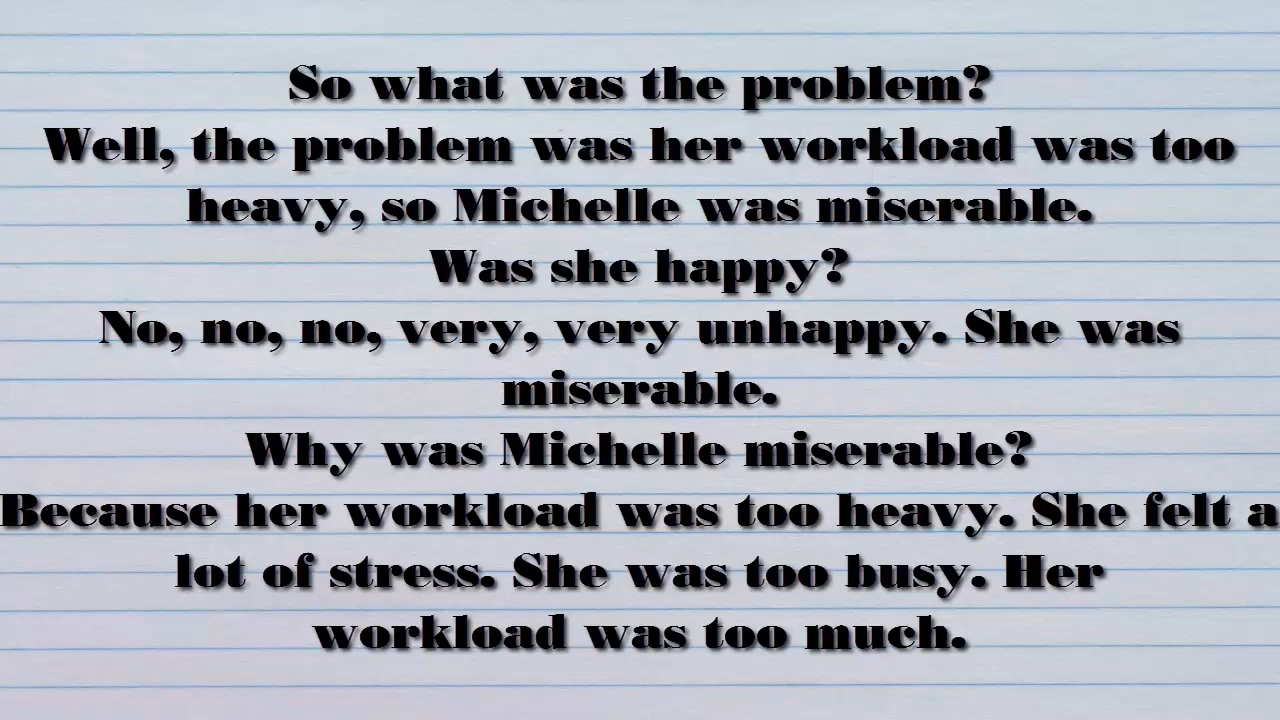 So what was the problem?
Well, the problem was her workload was too
heavy, so Michelle was miserable.
Was she happy?
No, no, no, very, very unhappy. She was
miserable.
Why was Michelle miserable?
Because her workload was too heavy. She felt a
lot of stress. She was too busy. Her
workload was too much.